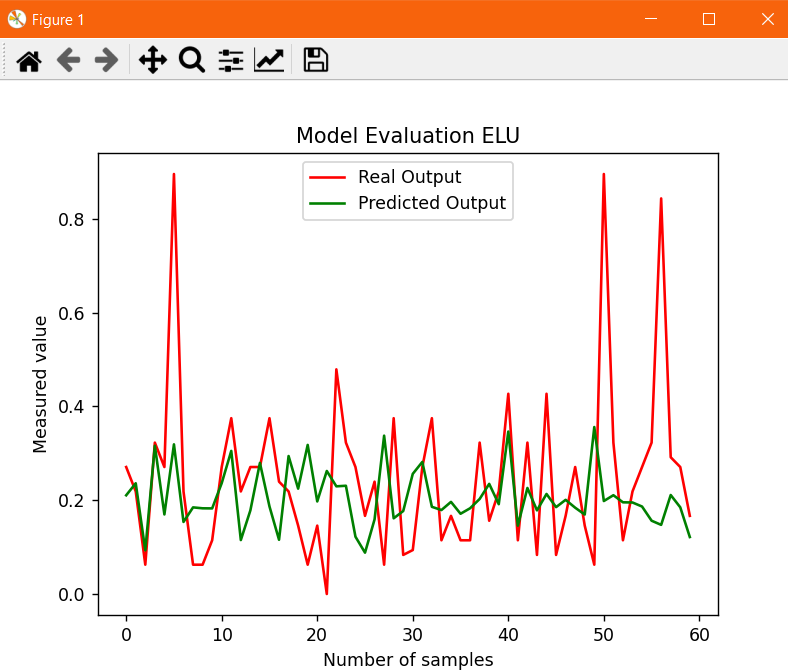 Figure 1
Model Evaluation ELU
Real Output
Predicted Output
Measured value
0.8
0.6
0.4
0.2
0.0
0 10 20 30 40 50 60
Number of samples